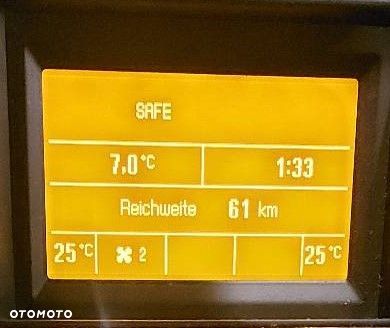 SAFE
7,0 °C 1:33
Reichweite 61 km
25 °C 2 25 °C
OTOMOTO